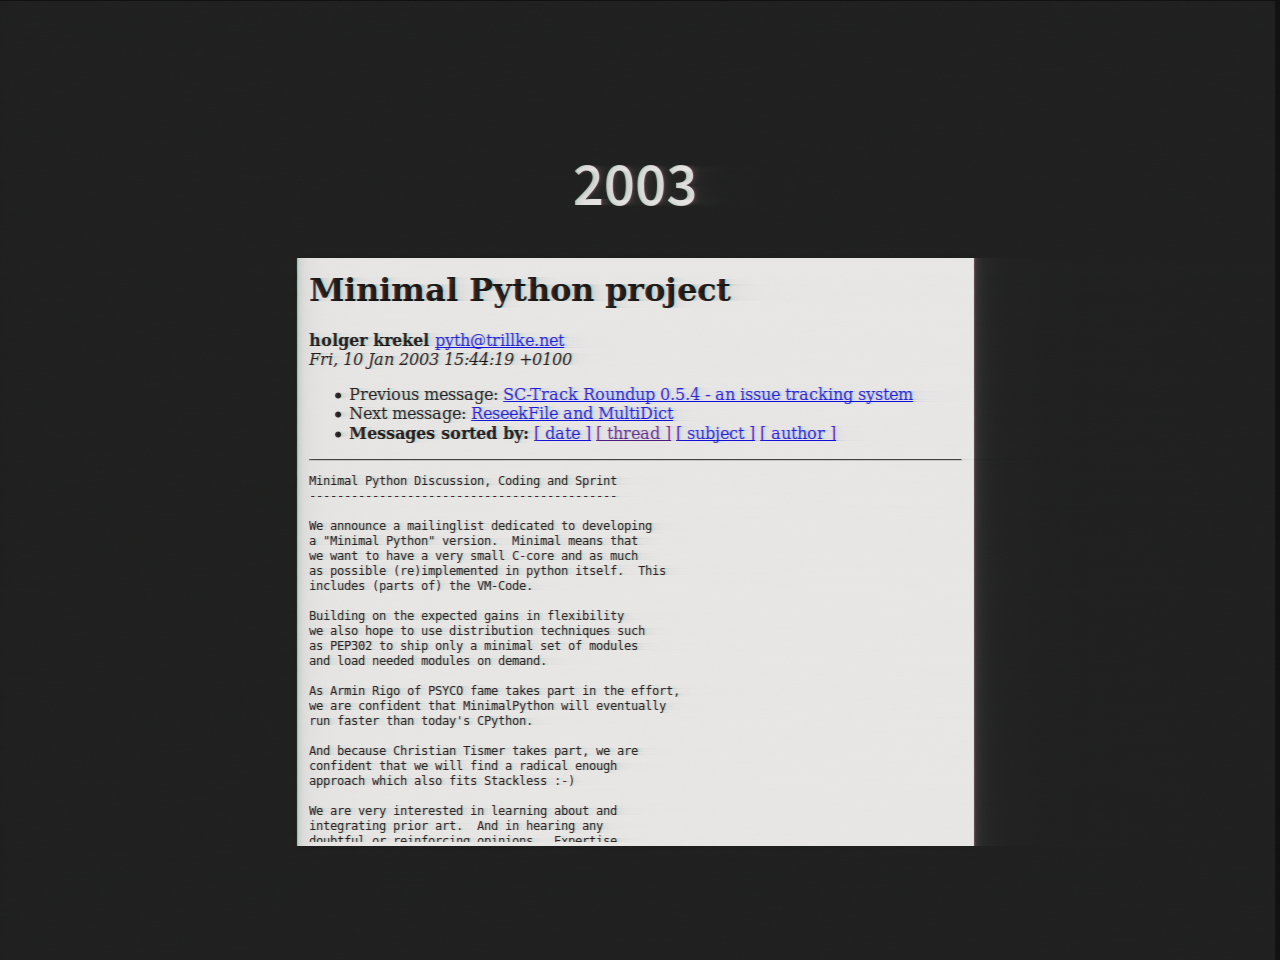 2003
Minimal Python project
holger krekel pyth@trillke.net
Fri, 10 Jan 2003 15:44:19 +0100
• Previous message: SC-Track Roundup 0.5.4 - an issue tracking system
• Next message: ReseekFile and MultiDict
• Messages sorted by: [ date ] [ thread ] [ subject ] [ author ]
Minimal Python Discussion, Coding and Sprint
--------------------------------------------
We announce a mailinglist dedicated to developing
a "Minimal Python" version.  Minimal means that
we want to have a very small C-core and as much
as possible (re)implemented in python itself.  This
includes (parts of) the VM-Code.
Building on the expected gains in flexibility
we also hope to use distribution techniques such
as PEP302 to ship only a minimal set of modules
and load needed modules on demand.
As Armin Rigo of PSYCO fame takes part in the effort,
we are confident that MinimalPython will eventually
run faster than today's CPython.
And because Christian Tismer takes part, we are
confident that we will find a radical enough
approach which also fits Stackless :-)
We are very interested in learning about and
integrating prior art.  And in hearing any
doubtful or reinforcing opinions.  Expertise